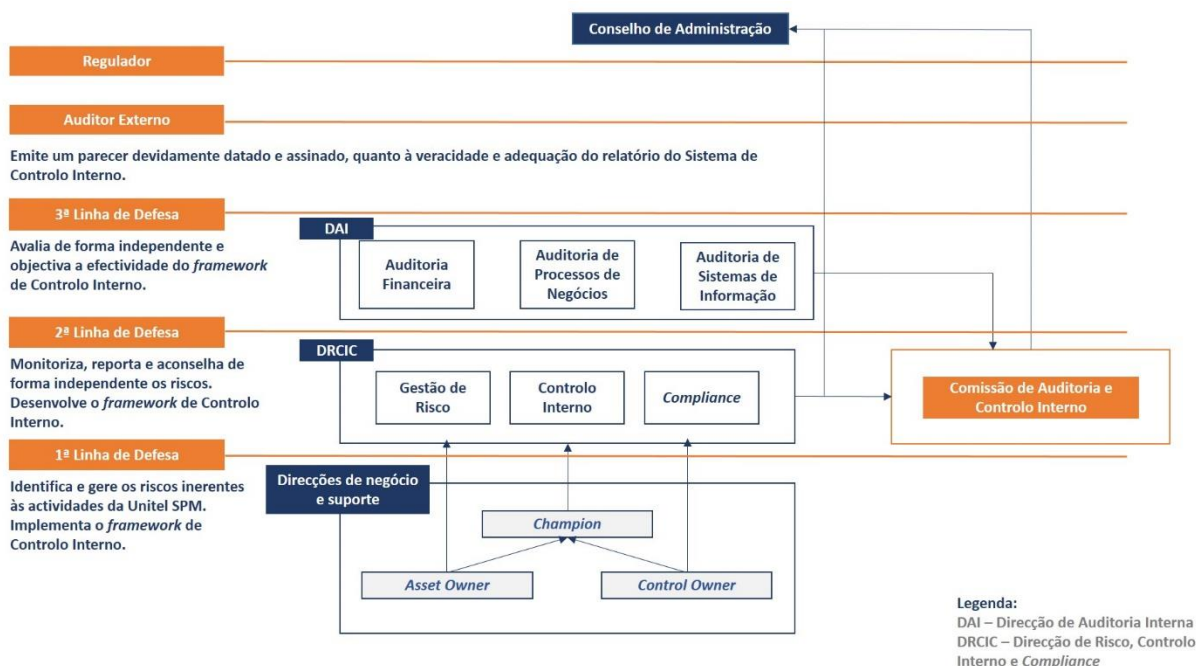 Conselho de Administração
Regulador
Auditor Externo
Emite um parecer devidamente datado e assinado, quanto à veracidade e adequação do relatório do Sistema de
Controlo Interno.
3ª Linha de Defesa
Avalia de forma independente e
objectiva a efectividade do framework
de Controlo Interno.
DAI
Auditoria
Financeira
Auditoria de
Processos de
Negócios
Auditoria de
Sistemas de
Informação
2ª Linha de Defesa
Monitoriza, reporta e aconselha de
forma independente os riscos.
Desenvolve o framework de Controlo
Interno.
DRCIC
Gestão de
Risco
Controlo
Interno
Compliance
Comissão de Auditoria e
Controlo Interno
1ª Linha de Defesa
Identifica e gere os riscos inerentes
às actividades da Unitel SPM.
Implementa o framework de
Controlo Interno.
Direcções de negócio
e suporte
Champion
Asset Owner
Control Owner
Legenda:
DAI – Direcção de Auditoria Interna
DRCIC – Direcção de Risco, Controlo
Interno e Compliance